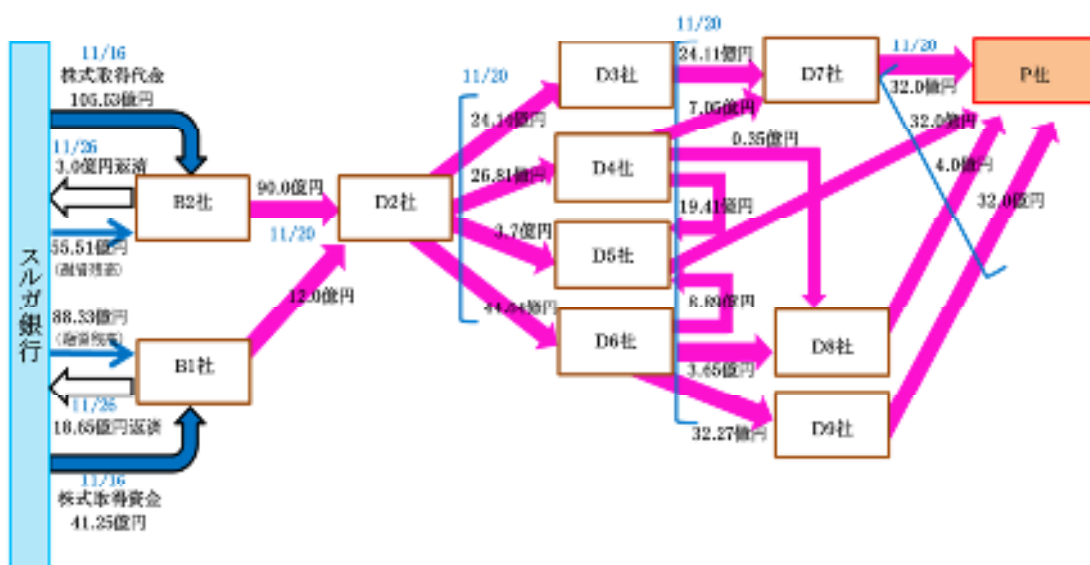 11/16
株式取得代金
105.53億円
11/26
3.0億円返済
B2社
55.51億円
(融資残高)
スルガ銀行
88.33億円
(融資残高)
B1社
11/26
18.65億円返済
11/16
株式取得資金
41.25億円
90.0億円
11/20
12.0億円
D2社
11/20
24.14億円
26.81億円
3.7億円
D3社
D4社
D5社
D6社
11/20
24.11億円
7.05億円
0.35億円
19.41億円
8.89億円
3.65億円
32.27億円
D7社
D8社
D9社
11/20
32.0億円
32.0億円
4.0億円
32.0億円
P社